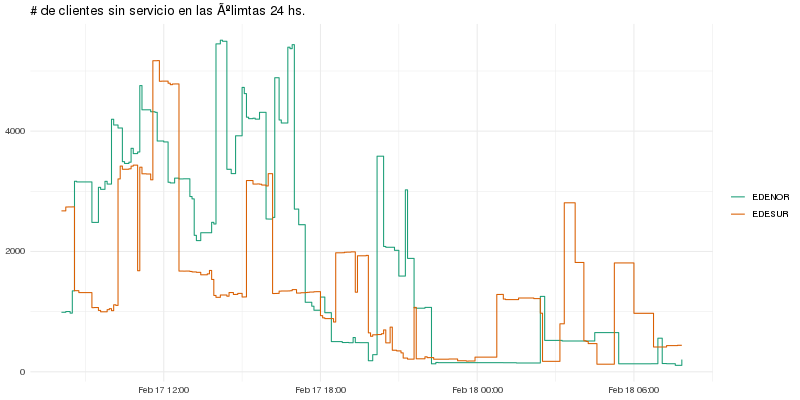 # de clientes sin servicio en las Ãºlimtas 24 hs.
4000
2000
0
Feb 17 12:00
Feb 17 18:00
Feb 18 00:00
Feb 18 06:00
EDENOR
EDESUR